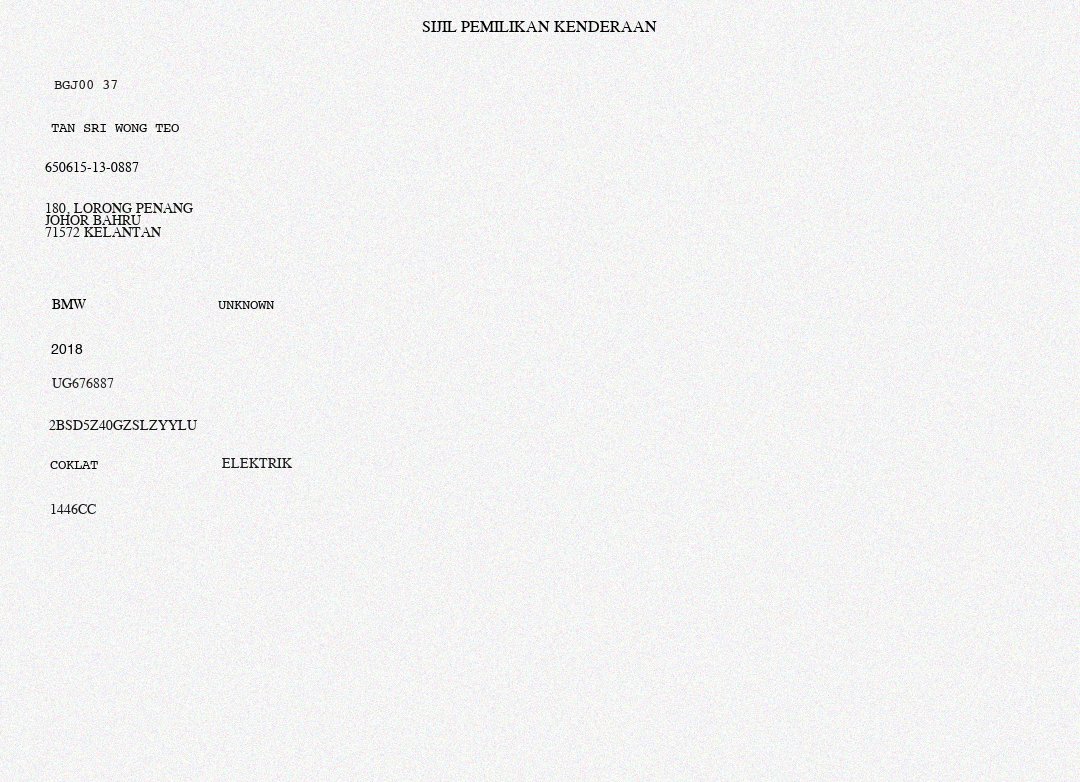 SIJIL PEMILIKAN KENDERAAN
BGJ00 37
TAN SRI WONG TEO
650615-13-0887
180, LORONG PENANG
JOHOR BAHRU
71572 KELANTAN
BMW UNKNOWN
2018
UG676887
2BSD5Z40GZSLZYYLU
COKLAT ELEKTRIK
1446CC